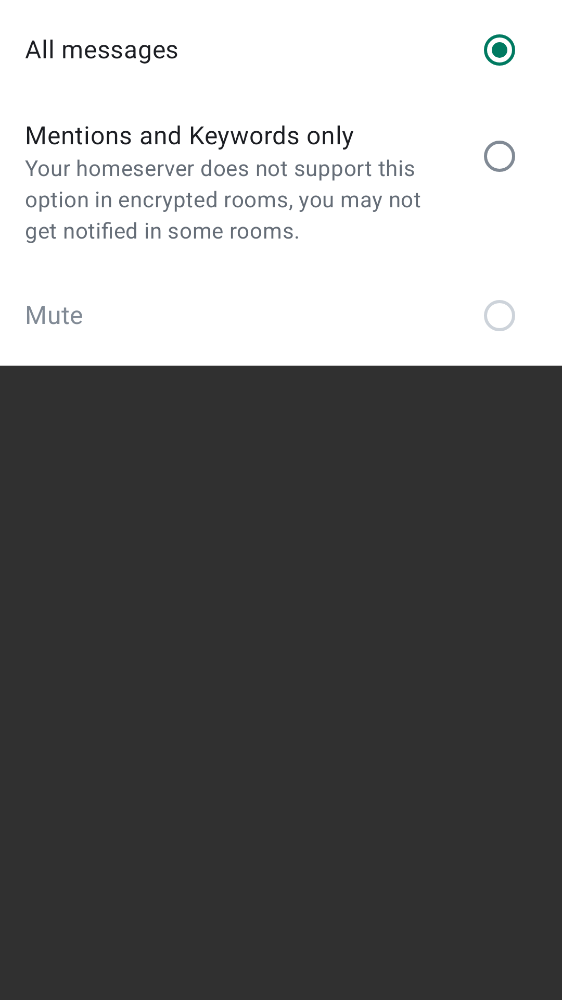 All messages
Mentions and Keywords only
Your homeserver does not support this
option in encrypted rooms, you may not
get notified in some rooms.
Mute